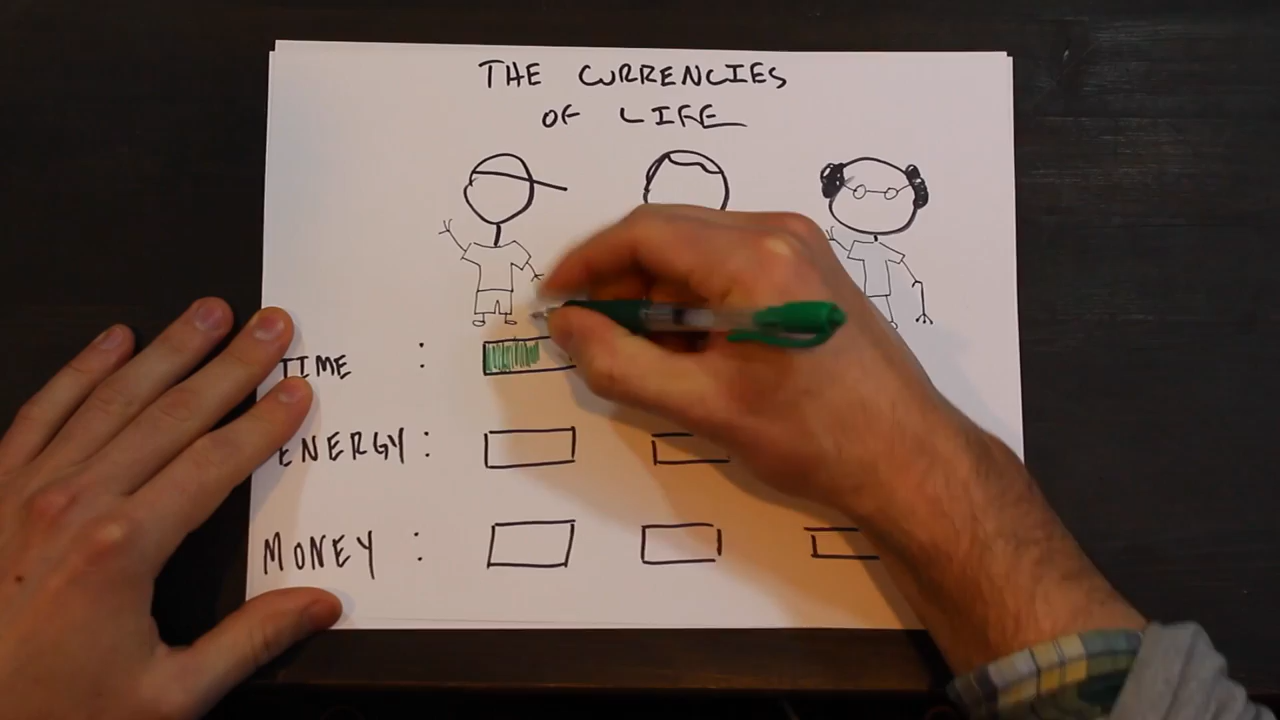 THE CURRENCIES
OF LIFE
TIME :
ENERGY :
MONEY :